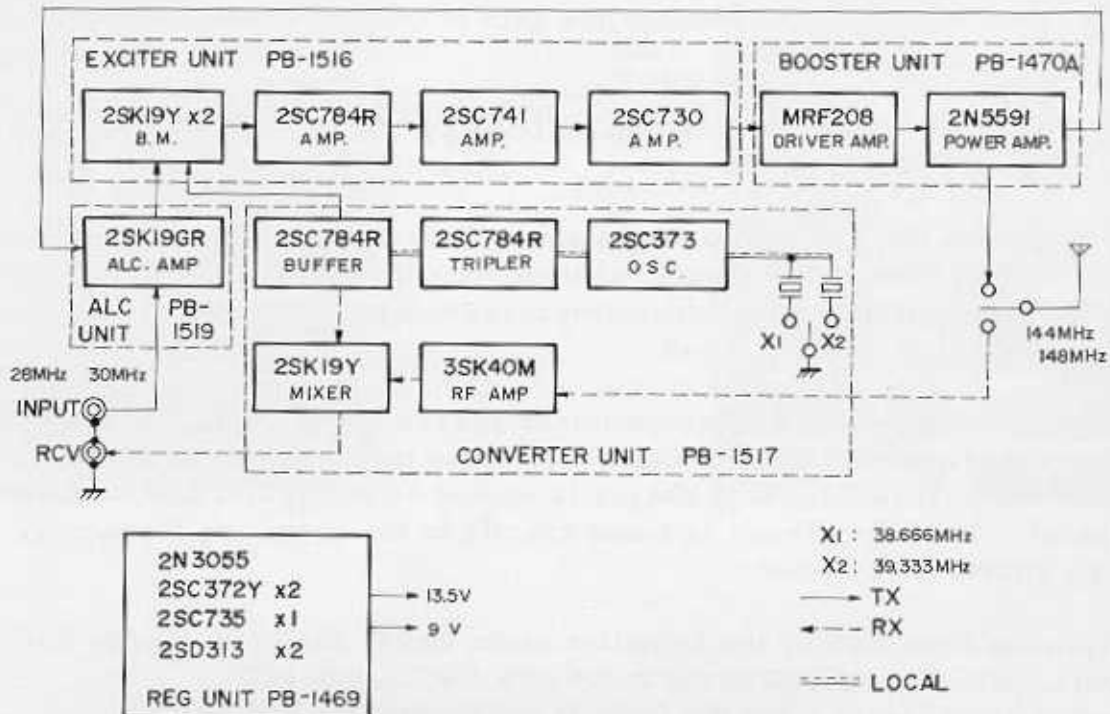 EXCITER UNIT PB-1516
BOOSTER UNIT PB-1470A
2SK19Y x2
B.M.
2SC784R
AMP.
2SC741
AMP.
2SC730
AMP.
MRF208
DRIVER AMP.
2N5591
POWER AMP.
2SK19GR
ALC. AMP
ALC
UNIT
PB-
1519
2SC784R
BUFFER
2SC784R
TRIPLER
2SC373
OSC
X1
X2
144MHz
148MHz
2SK19Y
MIXER
3SK40M
RF AMP
28MHz 30MHz
INPUT
RCV
CONVERTER UNIT PB-1517
2N3055
2SC372Y x2
2SC735 x1
2SD313 x2
REG UNIT PB-1469
13.5V
9 V
X1 : 38.666MHz
X2 : 39.333MHz
TX
RX
LOCAL